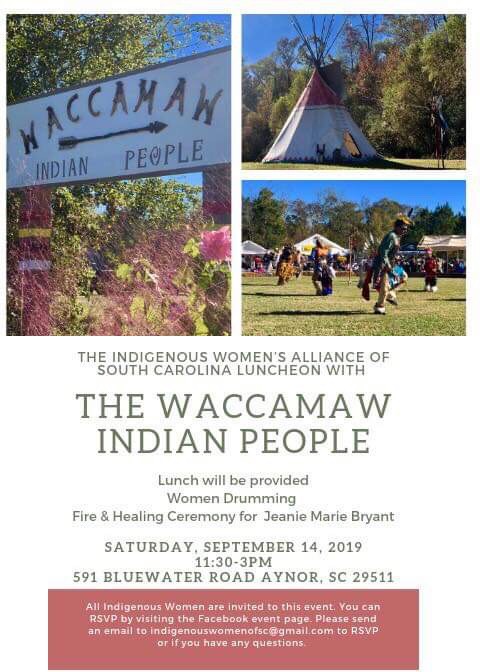 WACCAMAW
INDIAN PEOPLE
THE INDIGENOUS WOMEN'S ALLIANCE OF
SOUTH CAROLINA LUNCHEON WITH
THE WACCAMAW
INDIAN PEOPLE
Lunch will be provided
Women Drumming
Fire & Healing Ceremony for Jeanie Marie Bryant
SATURDAY, SEPTEMBER 14, 2019
11:30-3PM
591 BLUEWATER ROAD AYNOR, SC 29511
All Indigenous Women are invited to this event. You can
RSVP by visiting the Facebook event page. Please send
an email to indigenouswomenofsc@gmail.com to RSVP
or if you have any questions.